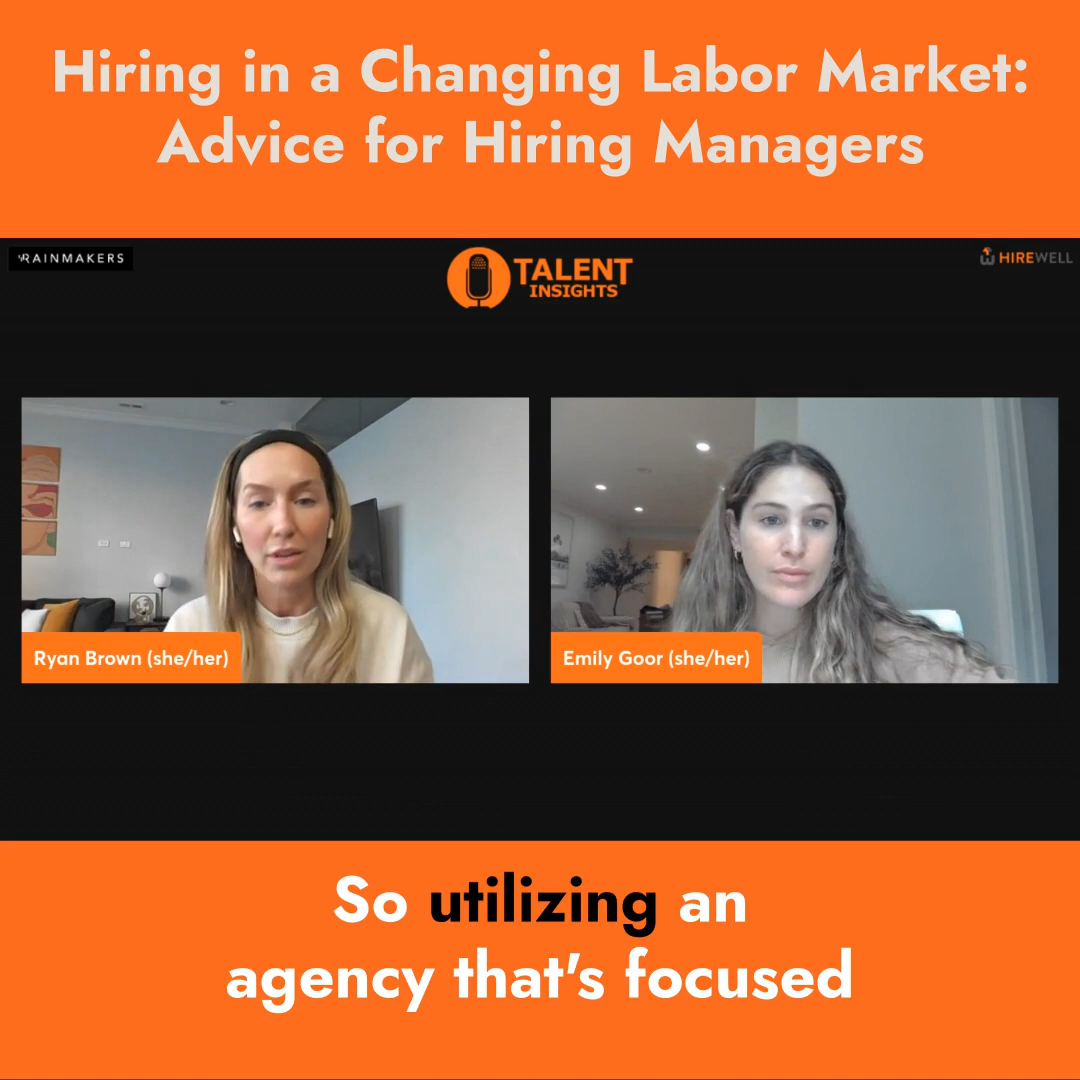 Hiring in a Changing Labor Market:
Advice for Hiring Managers
RAINMAKERS
TALENT
INSIGHTS
HIREWELL
Ryan Brown (she/her)
Emily Goor (she/her)
So utilizing an
agency that's focused